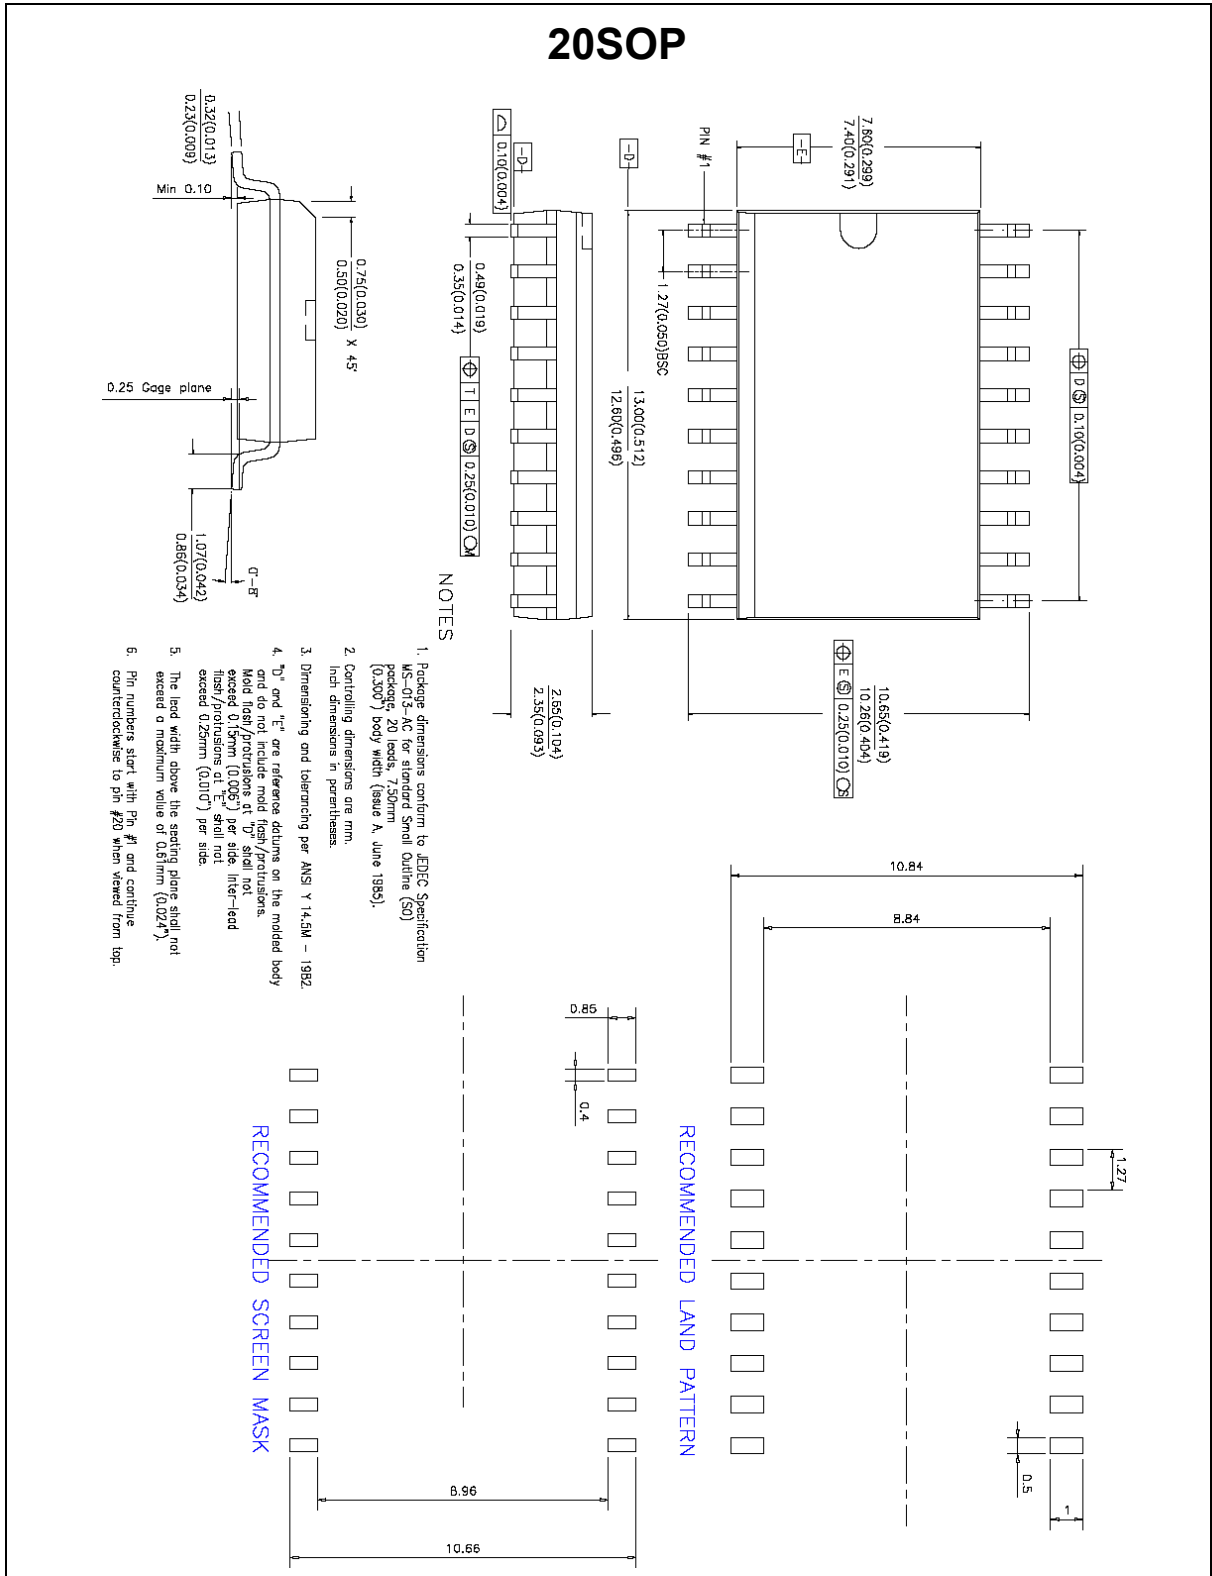 20SOP
7.60(0.299)
7.40(0.291)
-E-
PIN #1
-D-
1.27(0.050)BSC
13.00(0.512)
12.60(0.496)
D Ⓢ 0.10(0.004)
10.65(0.419)
10.26(0.404)
E Ⓢ 0.25(0.010) Ⓢ
0.10(0.004)
-D-
0.49(0.019)
0.35(0.014)
T E D Ⓢ 0.25(0.010) Ⓜ
2.65(0.104)
2.35(0.093)
0.32(0.013)
0.23(0.009)
Min 0.10
0.75(0.030)
0.50(0.020)
X 45°
0.25 Gage plane
1.07(0.042)
0.86(0.034)
0°-8°
NOTES
1. Package dimensions conform to JEDEC Specification
MS-013-AC for standard Small Outline (SO)
package, 20 leads, 7.50mm
(0.300") body width (issue A, June 1985).
2. Controlling dimensions are mm.
Inch dimensions in parentheses.
3. Dimensioning and tolerancing per ANSI Y 14.5M - 1982.
4. "D" and "E" are reference datums on the molded body
and do not include mold flash/protrusions.
Mold flash/protrusions at "D" shall not
exceed 0.15mm (0.006") per side. Inter-lead
flash/protrusions at "E" shall not
exceed 0.25mm (0.010") per side.
5. The lead width above the seating plane shall not
exceed a maximum value of 0.61mm (0.024").
6. Pin numbers start with Pin #1 and continue
counterclockwise to pin #20 when viewed from top.
10.84
8.84
1.27
0.5
1
RECOMMENDED LAND PATTERN
0.85
0.4
8.96
10.66
RECOMMENDED SCREEN MASK